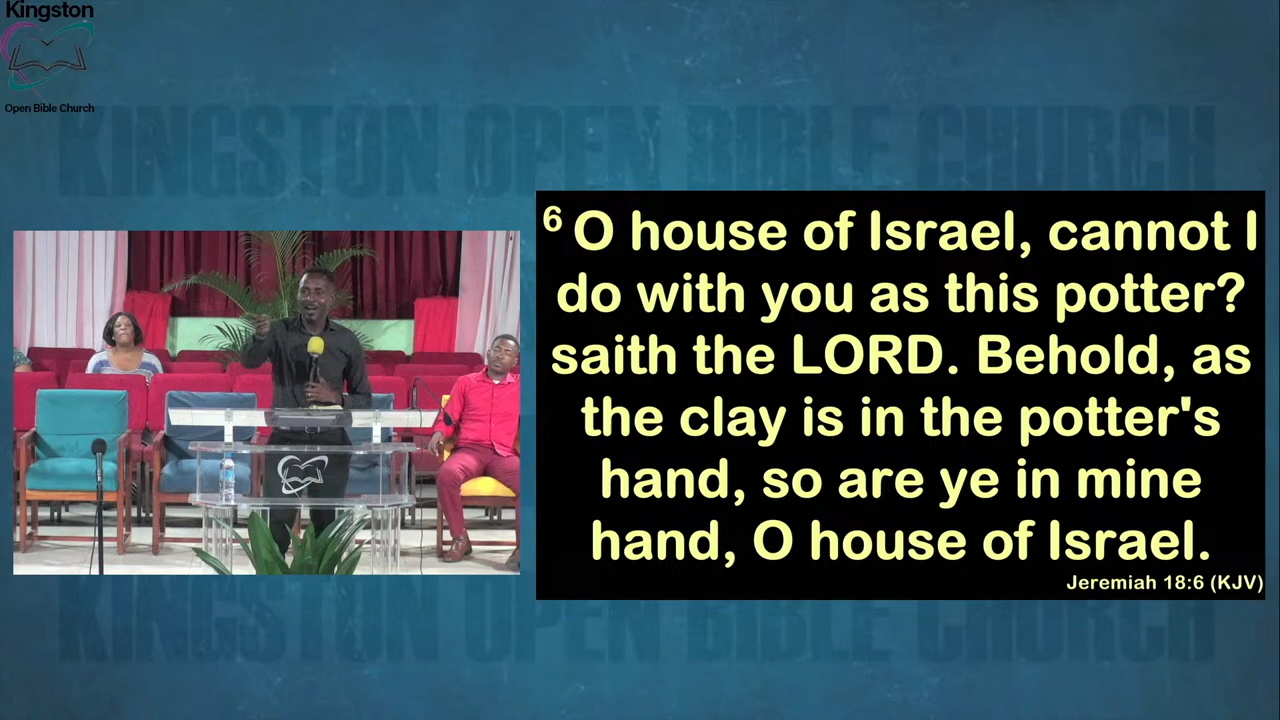 Kingston
Open Bible Church
KINGSTON OPEN BIBLE CHURCH
6 O house of Israel, cannot I
do with you as this potter?
saith the LORD. Behold, as
the clay is in the potter's
hand, so are ye in mine
hand, O house of Israel.
Jeremiah 18:6 (KJV)
KINGSTON OPEN BIBLE CHURCH